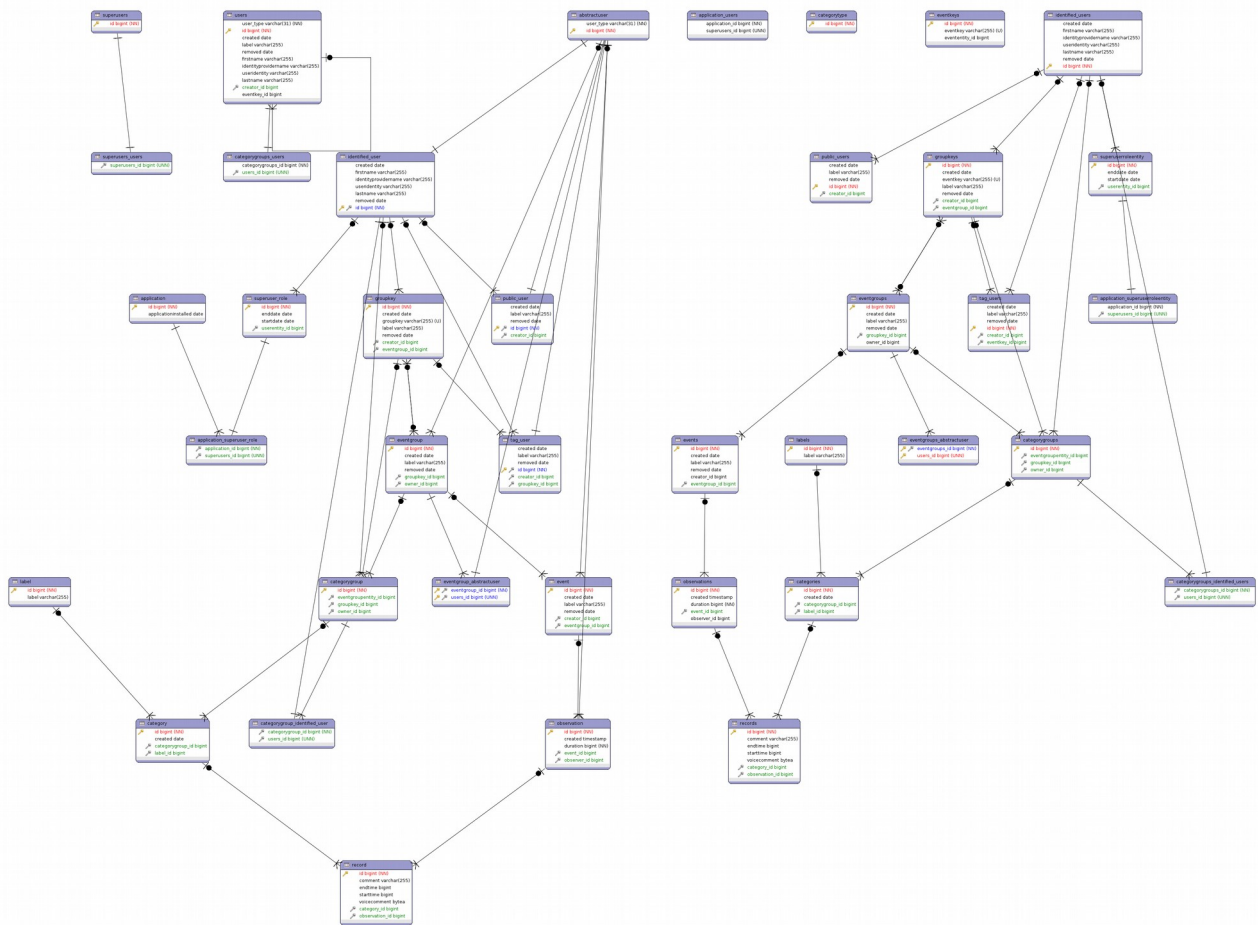 superusers
id bigint (NN)
users
user_type varchar(31) (NN)
id bigint (NN)
created date
label varchar(255)
removed date
firstname varchar(255)
identityprovidername varchar(255)
useridentity varchar(255)
lastname varchar(255)
creator_id bigint
eventkey_id bigint
abstractuser
user_type varchar(31) (NN)
id bigint (NN)
application_users
application_id bigint (NN)
superusers_id bigint (UNN)
categorytype
id bigint (NN)
eventkeys
id bigint (NN)
eventkey varchar(255) (U)
evententity_id bigint
identified_users
created date
firstname varchar(255)
identityprovidername varchar(255)
useridentity varchar(255)
lastname varchar(255)
removed date
id bigint (NN)
superusers_users
superusers_id bigint (UNN)
categorygroups_users
categorygroups_id bigint (NN)
users_id bigint (UNN)
identified_user
created date
firstname varchar(255)
identityprovidername varchar(255)
useridentity varchar(255)
lastname varchar(255)
removed date
id bigint (NN)
public_users
created date
label varchar(255)
removed date
id bigint (NN)
creator_id bigint
groupkeys
id bigint (NN)
created date
eventkey varchar(255) (U)
label varchar(255)
removed date
creator_id bigint
eventgroup_id bigint
superusersidentity
id bigint (NN)
enddate date
startdate date
userentity_id bigint
application
id bigint (NN)
applicationinstalled date
superuser_role
id bigint (NN)
enddate date
startdate date
userentity_id bigint
groupkey
id bigint (NN)
created date
groupkey varchar(255) (U)
label varchar(255)
removed date
creator_id bigint
eventgroup_id bigint
public_user
created date
label varchar(255)
removed date
id bigint (NN)
creator_id bigint
eventgroups
id bigint (NN)
created date
label varchar(255)
removed date
groupkey_id bigint
owner_id bigint
tag_users
created date
label varchar(255)
removed date
id bigint (NN)
creator_id bigint
eventkey_id bigint
application_superusersidentity
application_id bigint (NN)
superusers_id bigint (UNN)
application_superuser_role
application_id bigint (NN)
superusers_id bigint (UNN)
eventgroup
id bigint (NN)
created date
label varchar(255)
removed date
groupkey_id bigint
owner_id bigint
tag_user
created date
label varchar(255)
removed date
id bigint (NN)
creator_id bigint
groupkey_id bigint
events
id bigint (NN)
created date
label varchar(255)
removed date
creator_id bigint
eventgroup_id bigint
labels
id bigint (NN)
label varchar(255)
eventgroups_abstractuser
eventgroups_id bigint (NN)
users_id bigint (UNN)
categorygroups
id bigint (NN)
eventgroupentity_id bigint
groupkey_id bigint
owner_id bigint
label
id bigint (NN)
label varchar(255)
categorygroup
id bigint (NN)
eventgroupentity_id bigint
groupkey_id bigint
owner_id bigint
eventgroup_abstractuser
eventgroup_id bigint (NN)
users_id bigint (UNN)
event
id bigint (NN)
created date
label varchar(255)
removed date
creator_id bigint
eventgroup_id bigint
observations
id bigint (NN)
created timestamp
duration bigint (NN)
event_id bigint
observer_id bigint
categories
id bigint (NN)
created date
categorygroup_id bigint
label_id bigint
categorygroups_identified_users
categorygroups_id bigint (NN)
users_id bigint (UNN)
category
id bigint (NN)
created date
categorygroup_id bigint
label_id bigint
categorygroup_identified_user
categorygroup_id bigint (NN)
users_id bigint (UNN)
observation
id bigint (NN)
created timestamp
duration bigint (NN)
event_id bigint
observer_id bigint
records
id bigint (NN)
comment varchar(255)
endtime bigint
starttime bigint
voicecomment bytea
category_id bigint
observation_id bigint
record
id bigint (NN)
comment varchar(255)
endtime bigint
starttime bigint
voicecomment bytea
category_id bigint
observation_id bigint